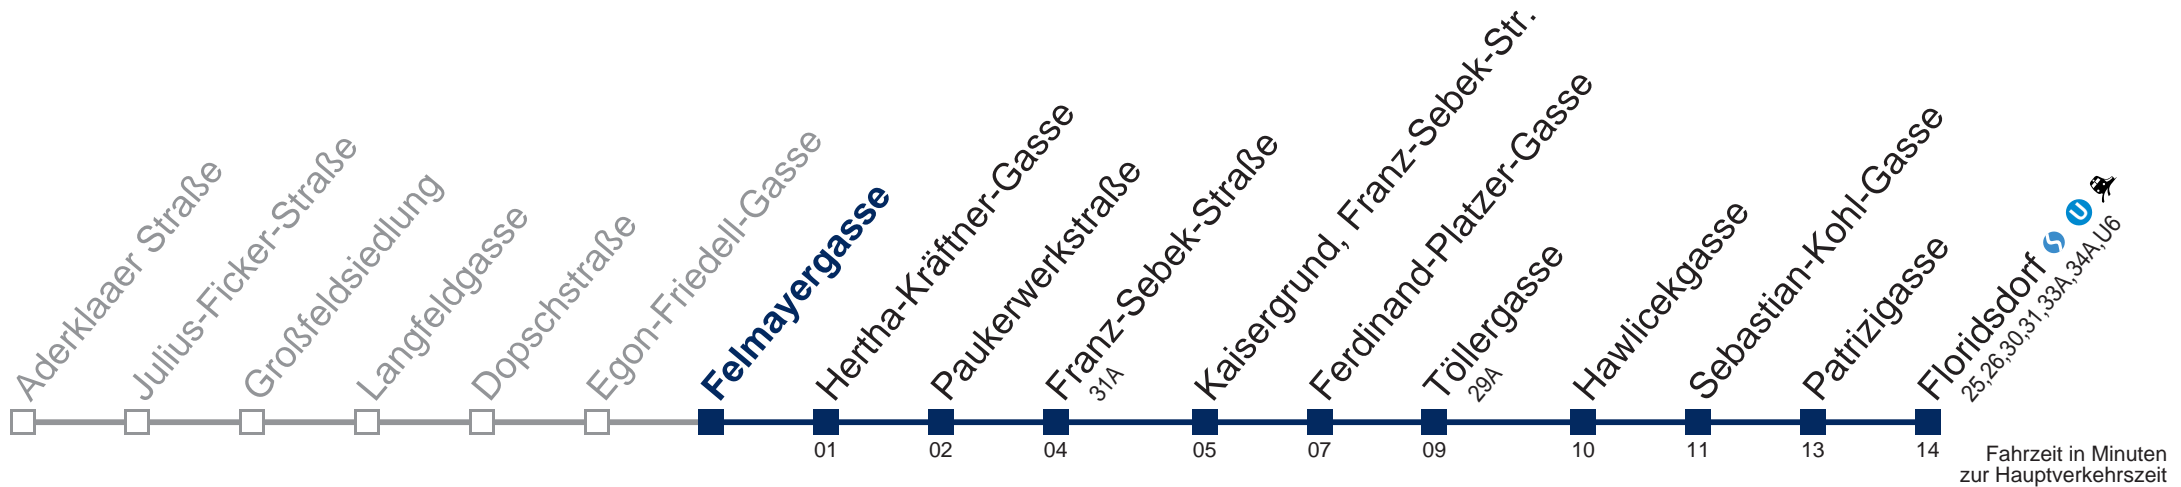 Aderklaaer Straße
Julius-Ficker-Straße
Großfeldsiedlung
Langfeldgasse
Dopschstraße
Egon-Friedell-Gasse
Felmayergasse
Hertha-Kräftner-Gasse
Paukerwerkstraße
Franz-Sebek-Straße
31A
Kaisergrund, Franz-Sebek-Str.
Ferdinand-Platzer-Gasse
Töllergasse
29A
Hawlicekgasse
Sebastian-Kohl-Gasse
Patrizigasse
Floridsdorf S U
25,26,30,31,33A,34A,U6
01 02 04 05 07 09 10 11 13 14
Fahrzeit in Minuten
zur Hauptverkehrszeit